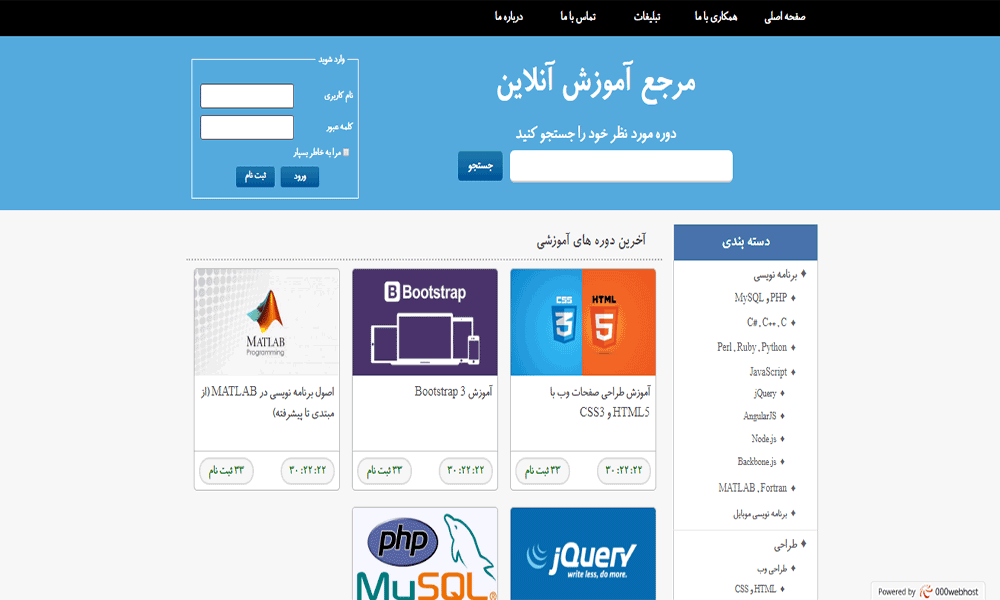 صفحه اصلی
همکاری با ما
تبلیغات
تماس با ما
درباره ما
مرجع آموزش آنلاین
دوره مورد نظر خود را جستجو کنید
جستجو
وارد شوید
نام کاربری
کلمه عبور
مرا به خاطر بسپار
ورود
ثبت نام
دسته بندی
برنامه نویسی
PHP و MySQL
C# , C++ , C
Perl , Ruby , Python
JavaScript
jQuery
AngularJS
Node.js
Backbone.js
MATLAB , Fortran
برنامه نویسی موبایل
طراحی
طراحی وب
HTML و CSS
آخرین دوره های آموزشی
CSS 3 HTML 5
آموزش طراحی صفحات وب با
HTML5 و CSS3
۳۰:۲۲:۲۲
۳۳ ثبت نام
B Bootstrap
آموزش Bootstrap 3
۳۰:۲۲:۲۲
۳۳ ثبت نام
MATLAB
Programming
اصول برنامه نویسی در MATLAB (از
مبتدی تا پیشرفته)
۳۰:۲۲:۲۲
۳۳ ثبت نام
jQuery
write less, do more.
php
MySQL®
Powered by 000webhost